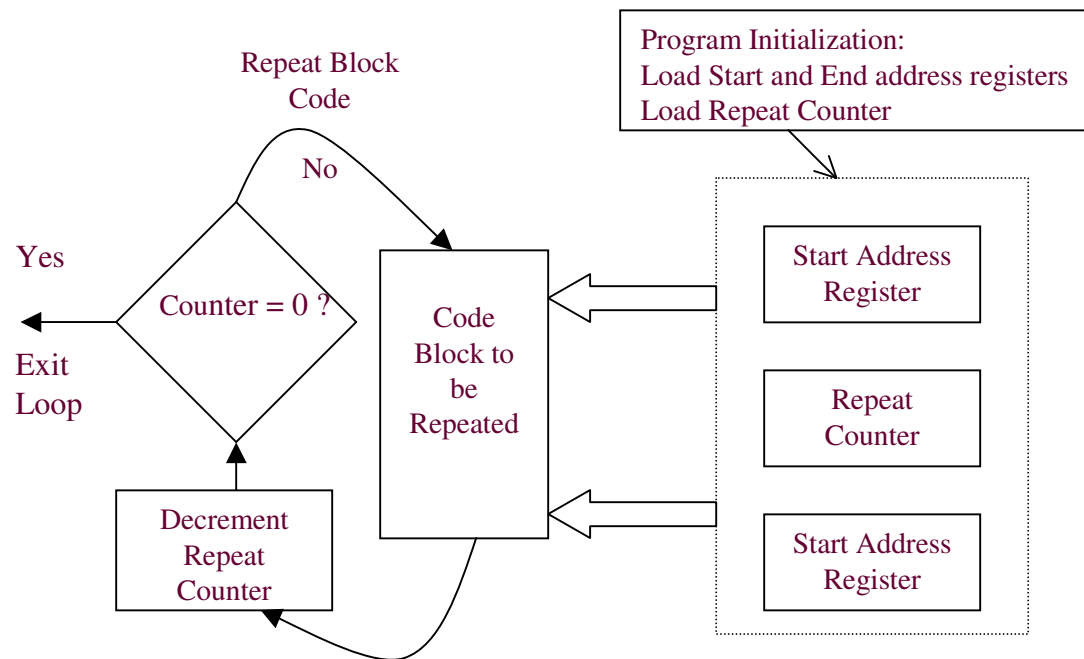 Repeat Block
Code
No
Yes
Counter = 0 ?
Exit
Loop
Decrement
Repeat
Counter
Code
Block to
be
Repeated
Program Initialization:
Load Start and End address registers
Load Repeat Counter
Start Address
Register
Repeat
Counter
Start Address
Register